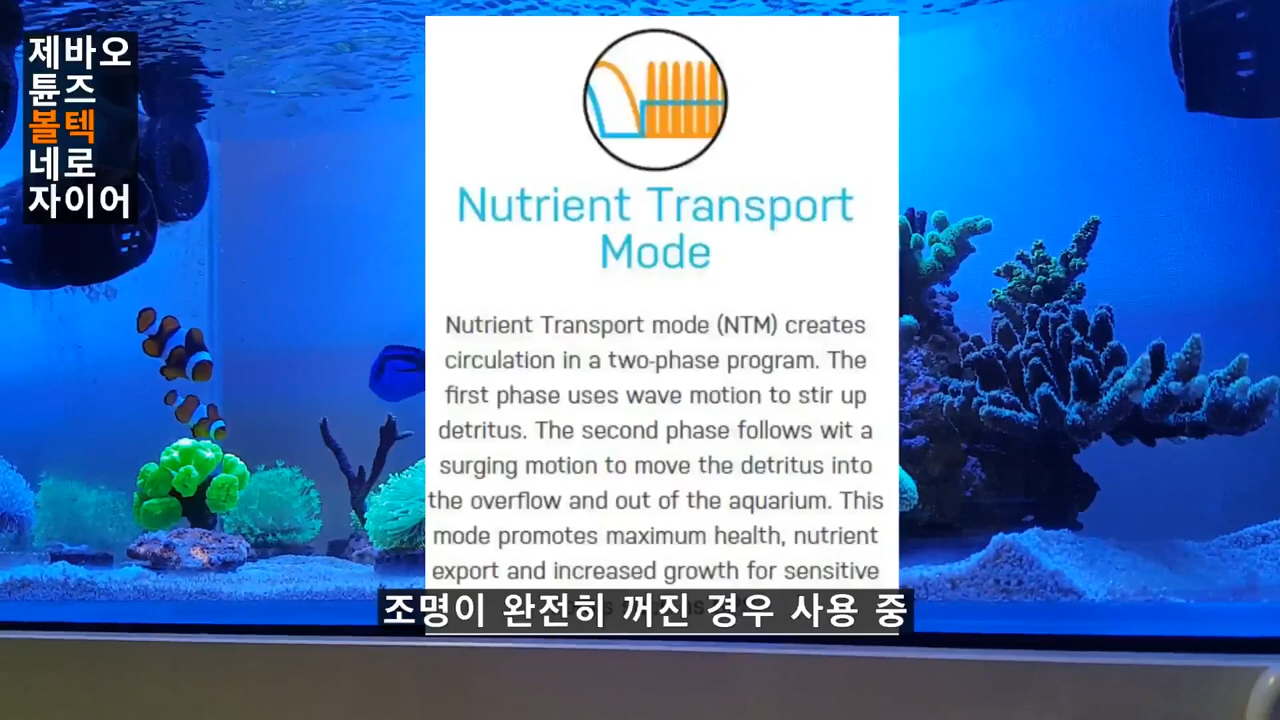 제바오
튠즈
볼텍
네로
자이어
Nutrient Transport
Mode
Nutrient Transport mode (NTM) creates
circulation in a two-phase program. The
first phase uses wave motion to stir up
detritus. The second phase follows wit a
surging motion to move the detritus into
the overflow and out of the aquarium. This
mode promotes maximum health, nutrient
export and increased growth for sensitive
조명이 완전히 꺼진 경우 사용 중